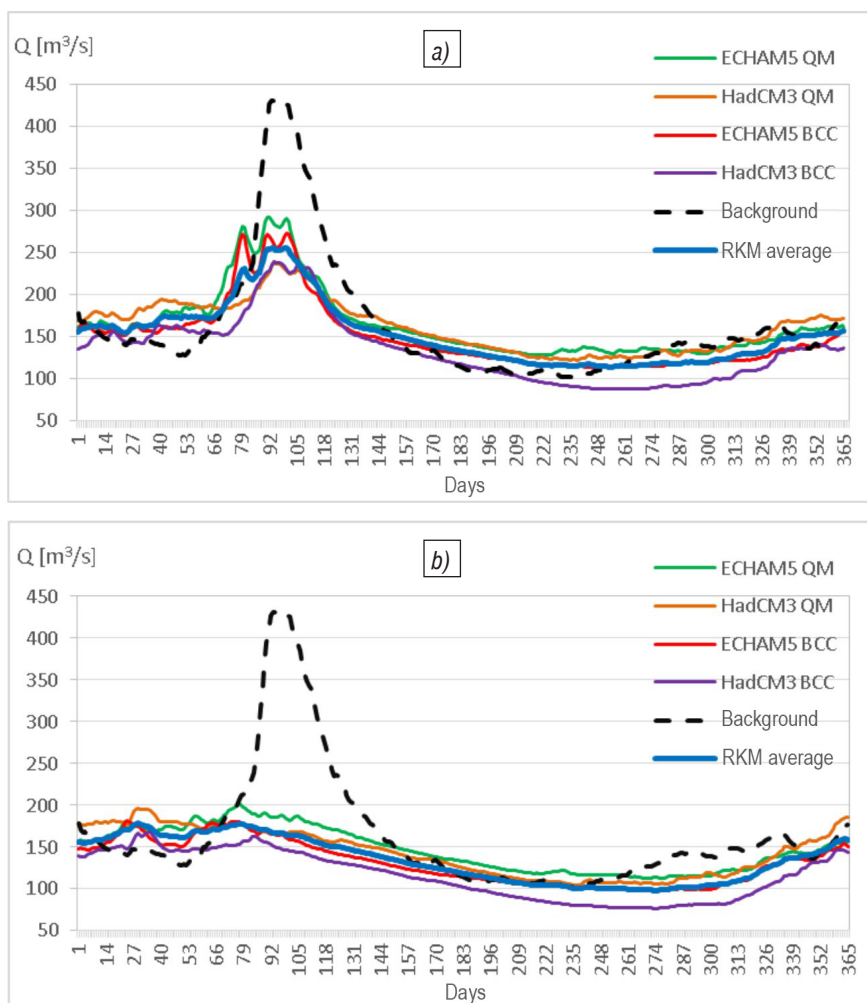 Q [m³/s]
a)
450
400
350
300
250
200
150
100
50
ECHAM5 QM
HadCM3 QM
ECHAM5 BCC
HadCM3 BCC
Background
RKM average
1 14 27 40 53 66 79 92 105 118 131 144 157 170 183 196 209 222 235 248 261 274 287 300 313 326 339 352 365
Days
Q [m³/s]
b)
450
400
350
300
250
200
150
100
50
ECHAM5 QM
HadCM3 QM
ECHAM5 BCC
HadCM3 BCC
Background
RKM average
1 14 27 40 53 66 79 92 105 118 131 144 157 170 183 196 209 222 235 248 261 274 287 300 313 326 339 352 365
Days